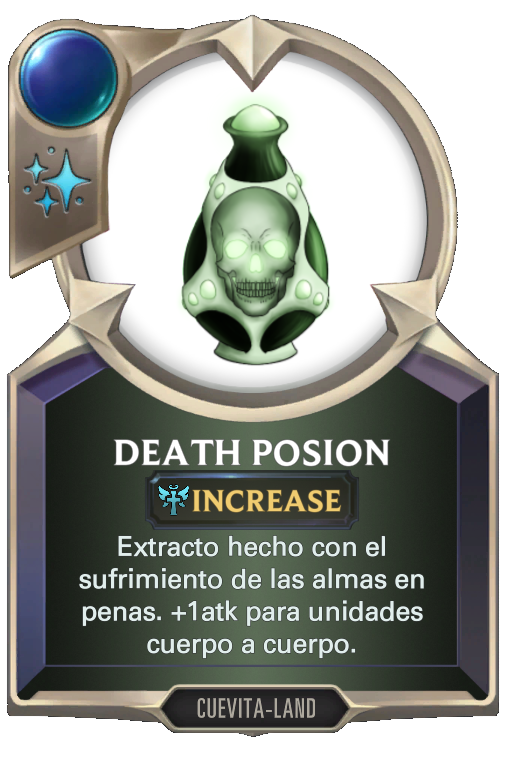 DEATH POSION
INCREASE
Extracto hecho con el
sufrimiento de las almas en
penas. +1atk para unidades
cuerpo a cuerpo.
CUEVITA-LAND